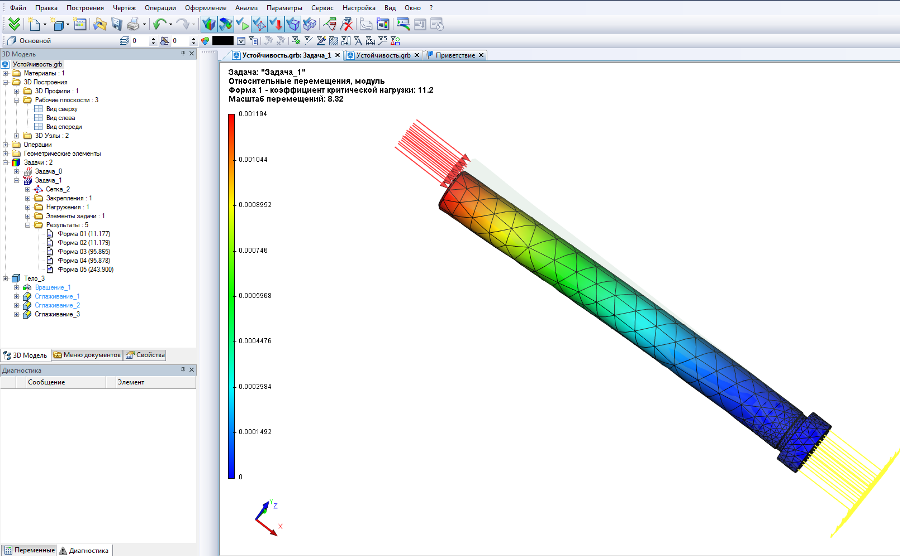 Файл Правка Построения Чертеж Операции Оформление Анализ Параметры Сервис Настройка Вид Окно ?
Основной 0 0
3D Модель
Устойчивость.grb: Задача_1 Устойчивость.grb Приветствие
Устойчивость.grb
Материалы : 1
3D Построения
3D Профили : 1
Рабочие плоскости : 3
Вид сверху
Вид слева
Вид спереди
3D Узлы : 2
Операции
Геометрические элементы
Задачи : 2
Задача_0
Задача_1
Сетка_2
Закрепления : 1
Нагружения : 1
Элементы задачи : 1
Результаты : 5
Форма 01 (11.177)
Форма 02 (11.179)
Форма 03 (95.865)
Форма 04 (95.878)
Форма 05 (243.900)
Тело_3
Вращение_1
Сглаживание_1
Сглаживание_2
Сглаживание_3
3D Модель Меню документов Свойства
Диагностика
Сообщение Элемент
Переменные Диагностика
Задача: "Задача_1"
Относительные перемещения, модуль
Форма 1 - коэффициент критической нагрузки: 11.2
Масштаб перемещений: 8.32
0.001194
0.001044
0.0008952
0.000746
0.0005968
0.0004476
0.0002984
0.0001492
0
Y
Z
X